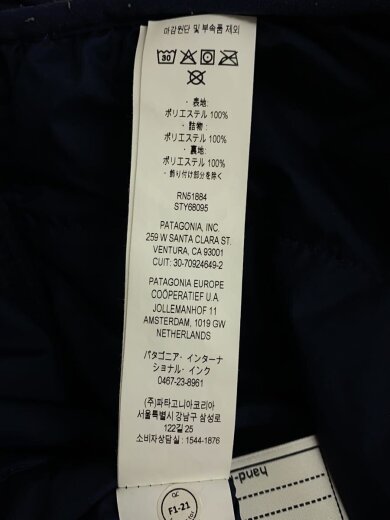 마감원단 및 부속품 제외
30
・表地:
ポリエステル 100%
・詰物:
ポリエステル 100%
・裏地:
ポリエステル 100%
・飾り付け部分を除く
RN51884
STY68095
PATAGONIA, INC.
259 W SANTA CLARA ST.
VENTURA, CA 93001
CUIT: 30-70924649-2
PATAGONIA EUROPE
COÖPERATIEF U.A.
JOLLEMANHOF 11
AMSTERDAM, 1019 GW
NETHERLANDS
パタゴニア・インターナ
ショナル・インク
0467-23-8961
(주)파타고니아코리아
서울특별시 강남구 삼성로
122길 25
소비자상담실 : 1544-1876
QC
F1-21
hand-